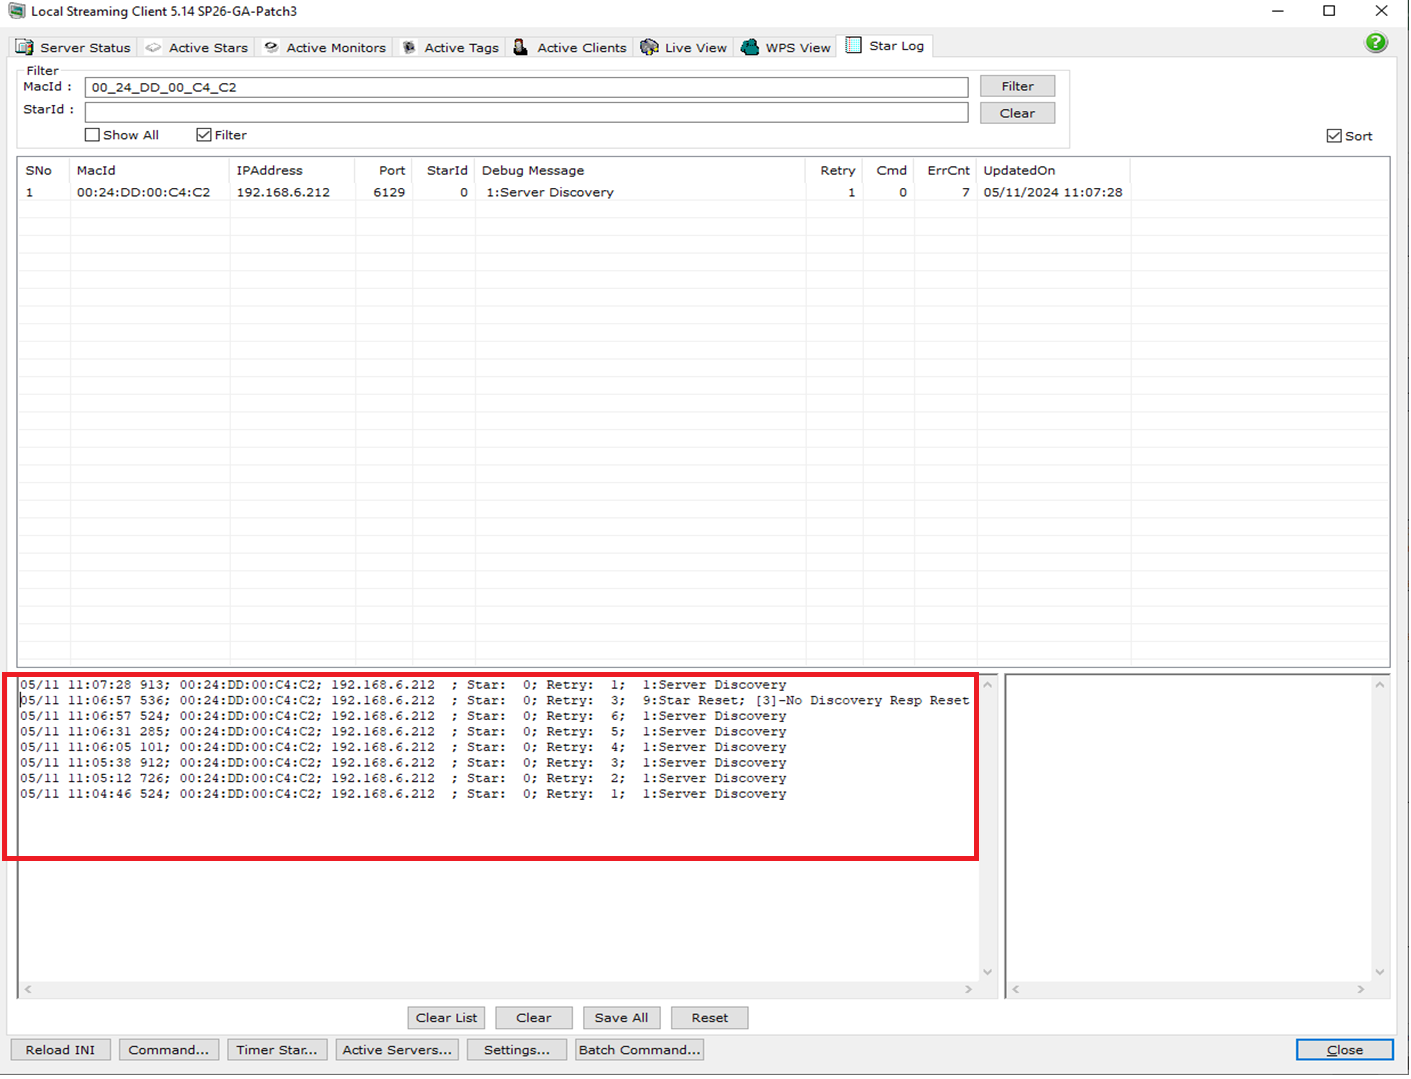 Local Streaming Client 5.14 SP26-GA-Patch3
Server Status Active Stars Active Monitors Active Tags Active Clients Live View WPS View Star Log ?
Filter
MacId : 00_24_DD_00_C4_C2 Filter
StarId : Clear
Show All Filter Sort
SNo MacId IPAddress Port StarId Debug Message Retry Cmd ErrCnt UpdatedOn
1 00:24:DD:00:C4:C2 192.168.6.212 6129 0 1:Server Discovery 1 0 7 05/11/2024 11:07:28
05/11 11:07:28 913; 00:24:DD:00:C4:C2; 192.168.6.212 ; Star: 0; Retry: 1; 1:Server Discovery
05/11 11:06:57 536; 00:24:DD:00:C4:C2; 192.168.6.212 ; Star: 0; Retry: 3; 9:Star Reset; [3]-No Discovery Resp Reset
05/11 11:06:57 524; 00:24:DD:00:C4:C2; 192.168.6.212 ; Star: 0; Retry: 6; 1:Server Discovery
05/11 11:06:31 285; 00:24:DD:00:C4:C2; 192.168.6.212 ; Star: 0; Retry: 5; 1:Server Discovery
05/11 11:06:05 101; 00:24:DD:00:C4:C2; 192.168.6.212 ; Star: 0; Retry: 4; 1:Server Discovery
05/11 11:05:38 912; 00:24:DD:00:C4:C2; 192.168.6.212 ; Star: 0; Retry: 3; 1:Server Discovery
05/11 11:05:12 726; 00:24:DD:00:C4:C2; 192.168.6.212 ; Star: 0; Retry: 2; 1:Server Discovery
05/11 11:04:46 524; 00:24:DD:00:C4:C2; 192.168.6.212 ; Star: 0; Retry: 1; 1:Server Discovery
Clear List Clear Save All Reset
Reload INI Command... Timer Star... Active Servers... Settings... Batch Command... Close